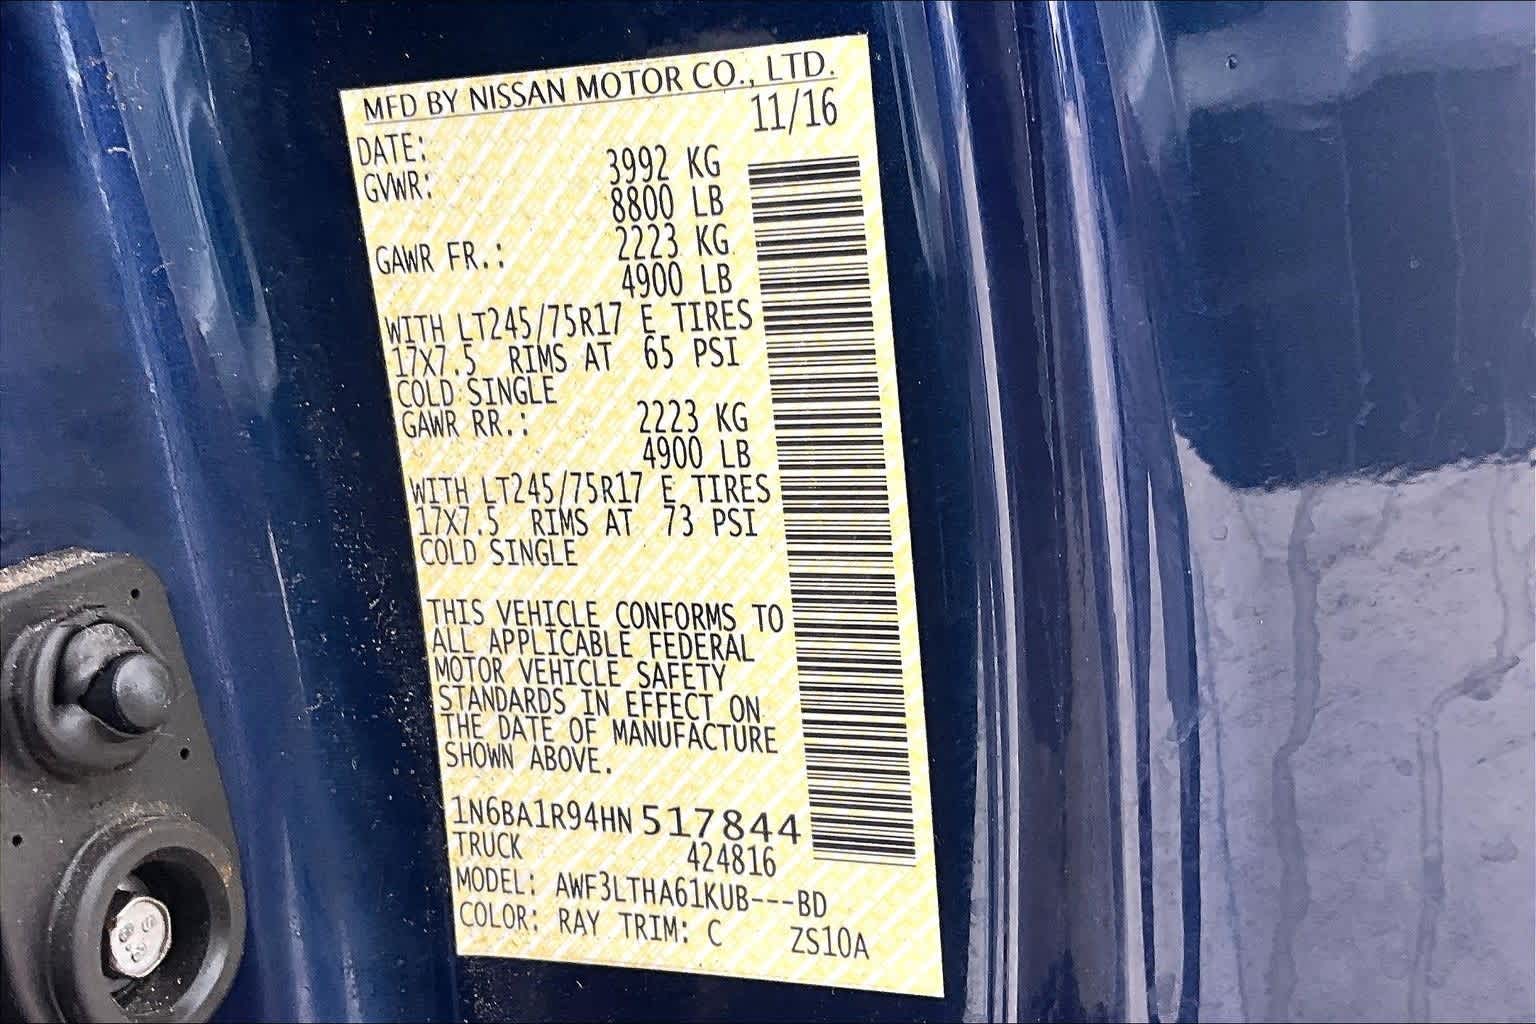 MFD BY NISSAN MOTOR CO., LTD.
DATE: 11/16
GVWR: 3992 KG
8800 LB
GAWR FR.: 2223 KG
4900 LB
WITH LT245/75R17 E TIRES
17X7.5 RIMS AT 65 PSI
COLD SINGLE
GAWR RR.: 2223 KG
4900 LB
WITH LT245/75R17 E TIRES
17X7.5 RIMS AT 73 PSI
COLD SINGLE
THIS VEHICLE CONFORMS TO
ALL APPLICABLE FEDERAL
MOTOR VEHICLE SAFETY
STANDARDS IN EFFECT ON
THE DATE OF MANUFACTURE
SHOWN ABOVE.
1N6BA1R94HN 517844
TRUCK 424816
MODEL: AWF3LTHA61KUB---BD
COLOR: RAY TRIM: C ZS10A